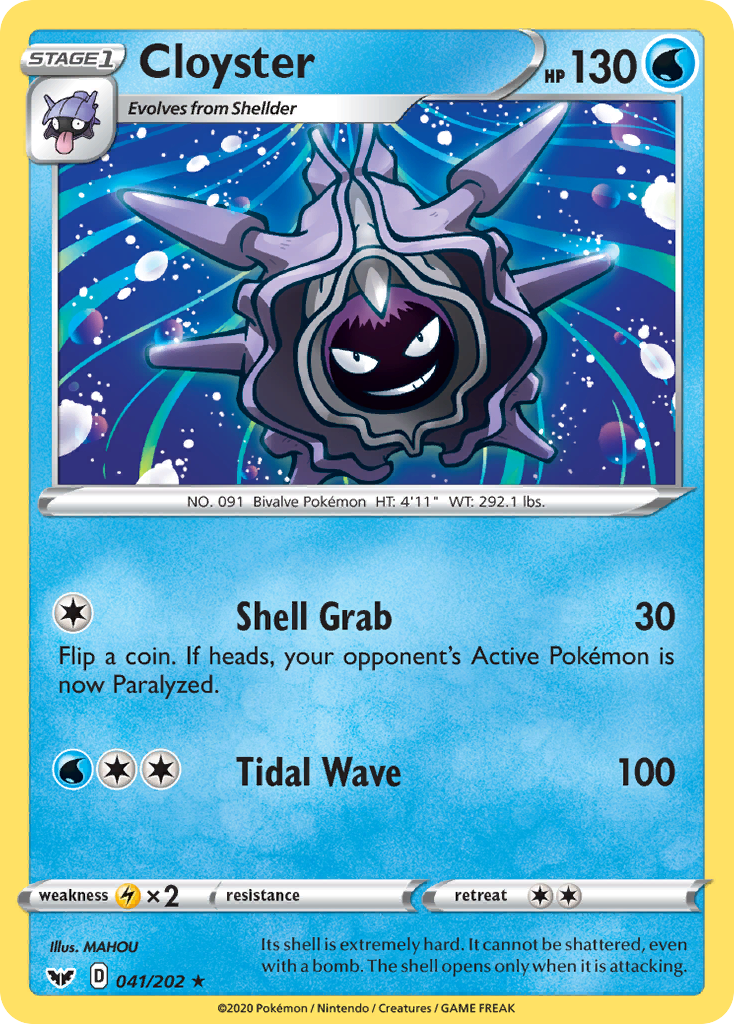 STAGE1 Cloyster HP 130
Evolves from Shellder
NO. 091 Bivalve Pokémon HT: 4'11" WT: 292.1 lbs.
Shell Grab 30
Flip a coin. If heads, your opponent's Active Pokémon is
now Paralyzed.
Tidal Wave 100
weakness ×2 resistance retreat
Illus. MAHOU
Its shell is extremely hard. It cannot be shattered, even
with a bomb. The shell opens only when it is attacking.
D 041/202 ★
©2020 Pokémon / Nintendo / Creatures / GAME FREAK